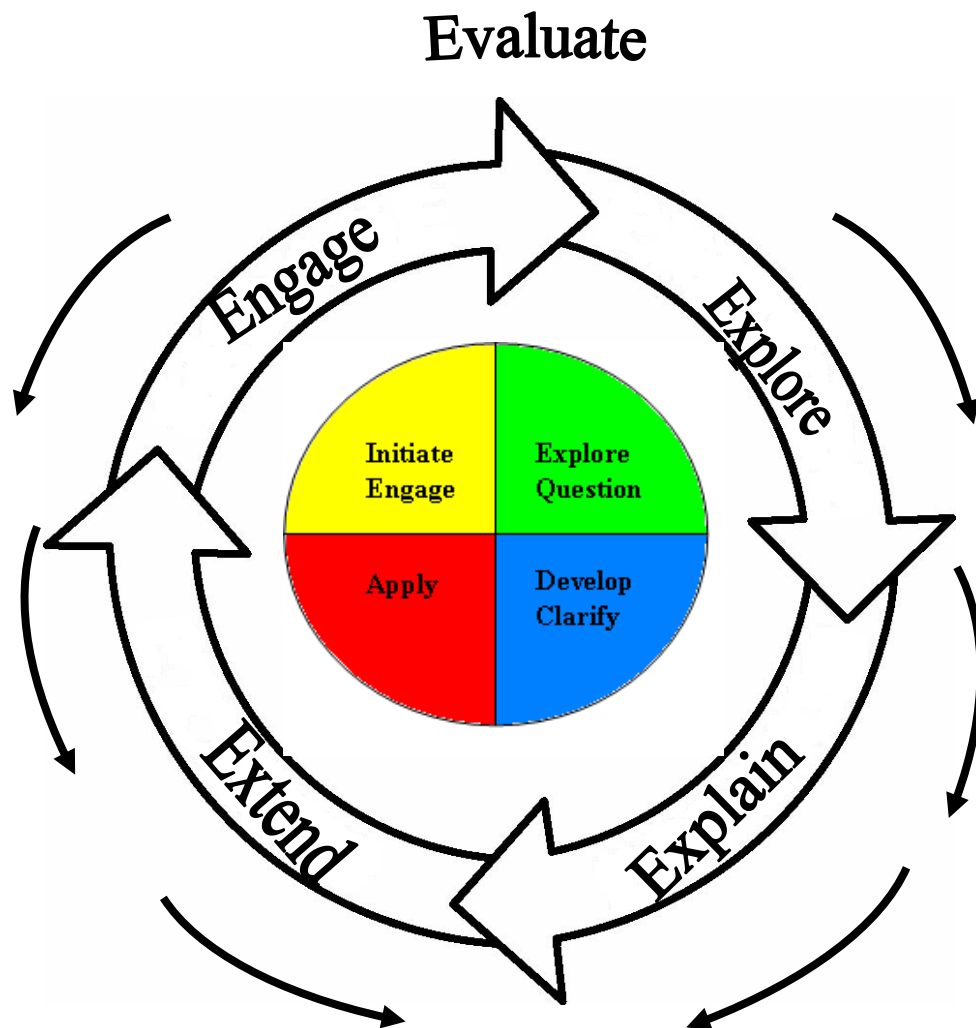 Evaluate
Engage
Explore
Initiate
Engage
Explore
Question
Apply
Develop
Clarify
Extend
Explain